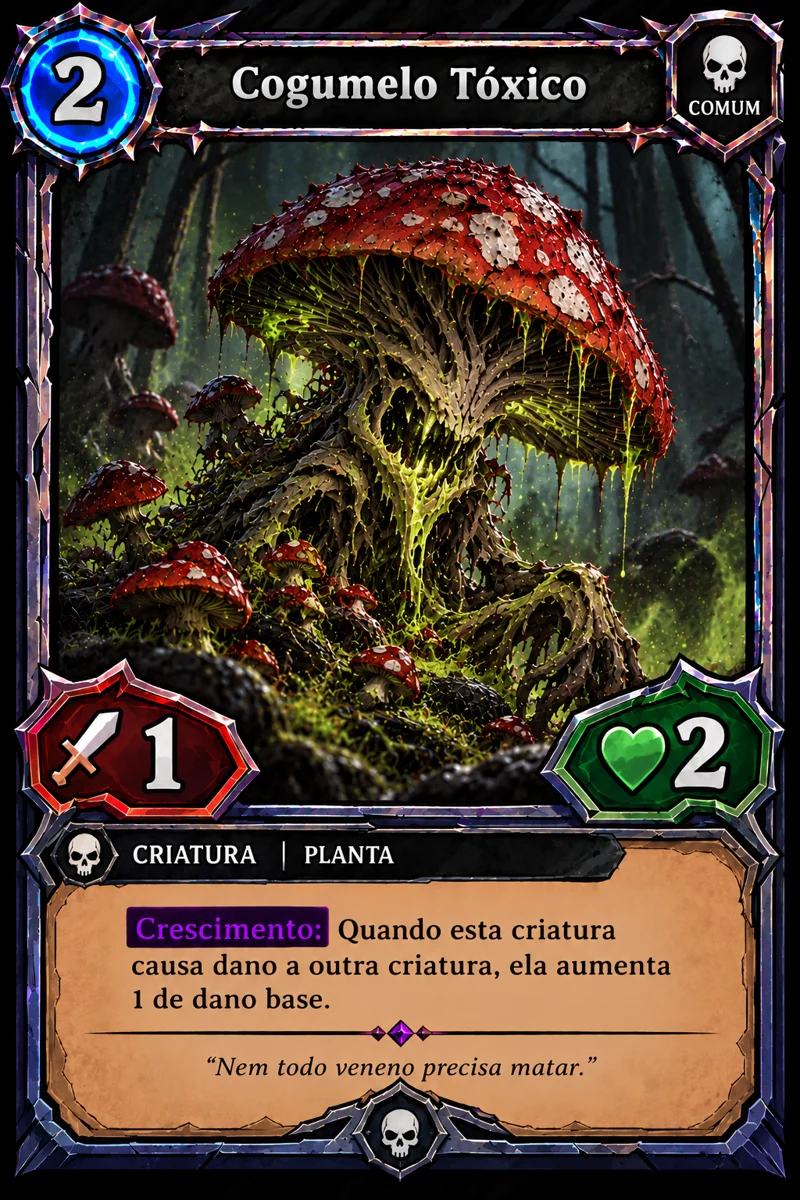 2
Cogumelo Tóxico
COMUM
1
2
CRIATURA | PLANTA
Crescimento: Quando esta criatura
causa dano a outra criatura, ela aumenta
1 de dano base.
“Nem todo veneno precisa matar.”